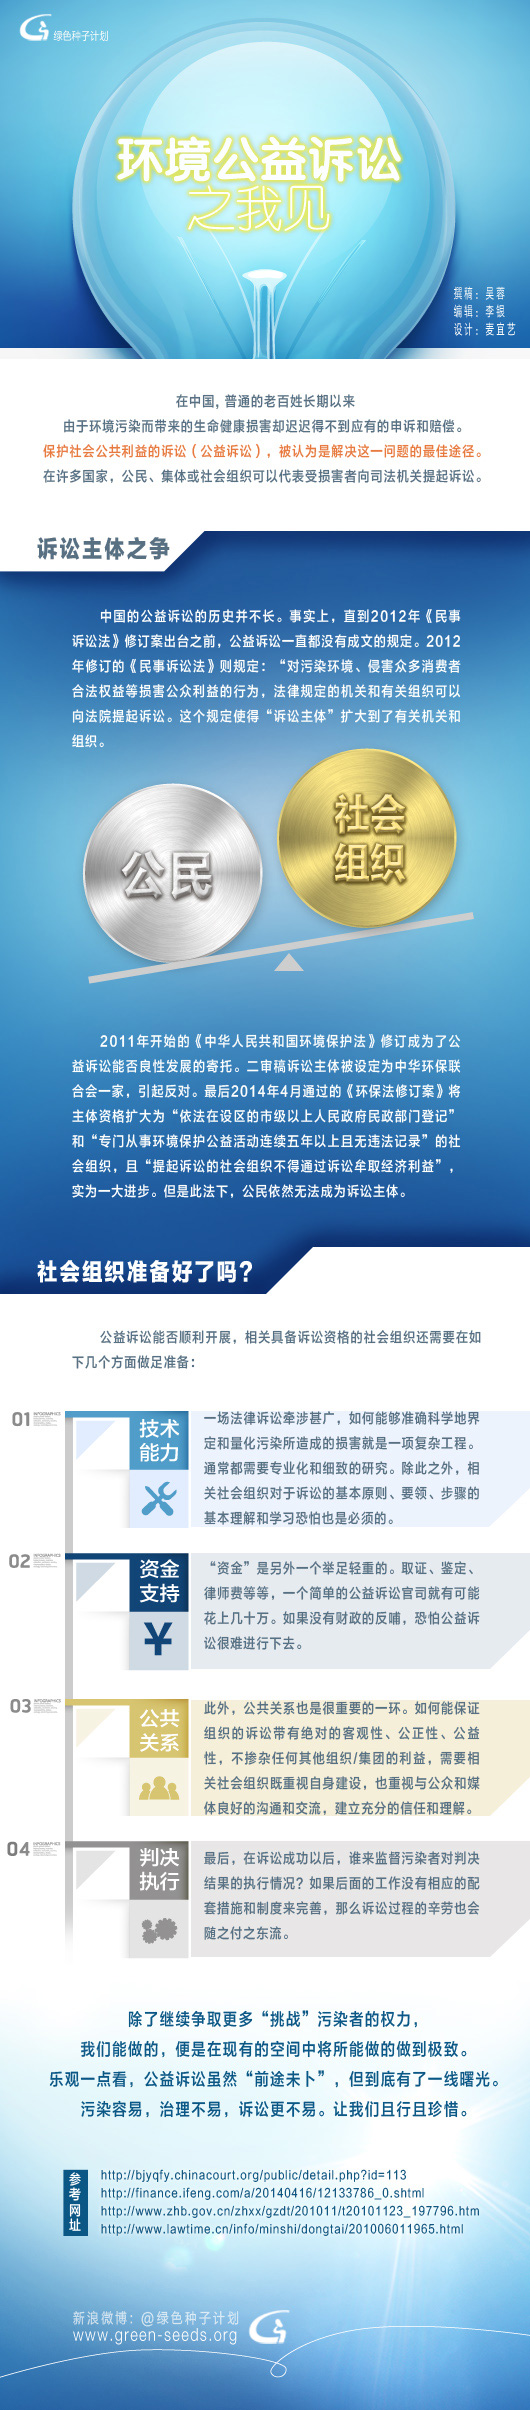 绿色种子计划
环境公益诉讼
之我见
撰稿：吴蓉
编辑：李银
设计：麦宜艺
在中国，普通的老百姓长期以来
由于环境污染而带来的生命健康损害却迟迟得不到应有的申诉和赔偿。
保护社会公共利益的诉讼（公益诉讼），被认为是解决这一问题的最佳途径。
在许多国家，公民、集体或社会组织可以代表受损害者向司法机关提起诉讼。
诉讼主体之争
中国的公益诉讼的历史并不长。事实上，直到2012年《民事
诉讼法》修订案出台之前，公益诉讼一直都没有成文的规定。2012
年修订的《民事诉讼法》则规定：“对污染环境、侵害众多消费者
合法权益等损害公众利益的行为，法律规定的机关和有关组织可以
向法院提起诉讼。这个规定使得“诉讼主体”扩大到了有关机关和
组织。
公民
社会
组织
2011年开始的《中华人民共和国环境保护法》修订成为了公
益诉讼能否良性发展的寄托。二审稿诉讼主体被设定为中华环保联
合会一家，引起反对。最后2014年4月通过的《环保法修订案》将
主体资格扩大为“依法在设区的市级以上人民政府民政部门登记”
和“专门从事环境保护公益活动连续五年以上且无违法记录”的社
会组织，且“提起诉讼的社会组织不得通过诉讼牟取经济利益”，
实为一大进步。但是此法下，公民依然无法成为诉讼主体。
社会组织准备好了吗？
公益诉讼能否顺利开展，相关具备诉讼资格的社会组织还需要在如
下几个方面做足准备：
01
技术
能力
一场法律诉讼牵涉甚广，如何能够准确科学地界
定和量化污染所造成的损害就是一项复杂工程。
通常都需要专业化和细致的研究。除此之外，相
关社会组织对于诉讼的基本原则、要领、步骤的
基本理解和学习恐怕也是必须的。
02
资金
支持
¥
“资金”是另外一个举足轻重的。取证、鉴定、
律师费等等，一个简单的公益诉讼官司就有可能
花上几十万。如果没有财政的反哺，恐怕公益诉
讼很难进行下去。
03
公共
关系
此外，公共关系也是很重要的一环。如何能保证
组织的诉讼带有绝对的客观性、公正性、公益
性，不掺杂任何其他组织/集团的利益，需要相
关社会组织既重视自身建设，也重视与公众和媒
体良好的沟通和交流，建立充分的信任和理解。
04
判决
执行
最后，在诉讼成功以后，谁来监督污染者对判决
结果的执行情况？如果后面的工作没有相应的配
套措施和制度来完善，那么诉讼过程的辛劳也会
随之付之东流。
除了继续争取更多“挑战”污染者的权力，
我们能做的，便是在现有的空间中将所能做的做到极致。
乐观一点看，公益诉讼虽然“前途未卜”，但到底有了一线曙光。
污染容易，治理不易，诉讼更不易。让我们且行且珍惜。
参考网址
http://bjyqfy.chinacourt.org/public/detail.php?id=113
http://finance.ifeng.com/a/20140416/12133786_0.shtml
http://www.zhb.gov.cn/zhxx/gzdt/201011/t20101123_197796.htm
http://www.lawtime.cn/info/minshi/dongtai/201006011965.html
新浪微博：@绿色种子计划
www.green-seeds.org